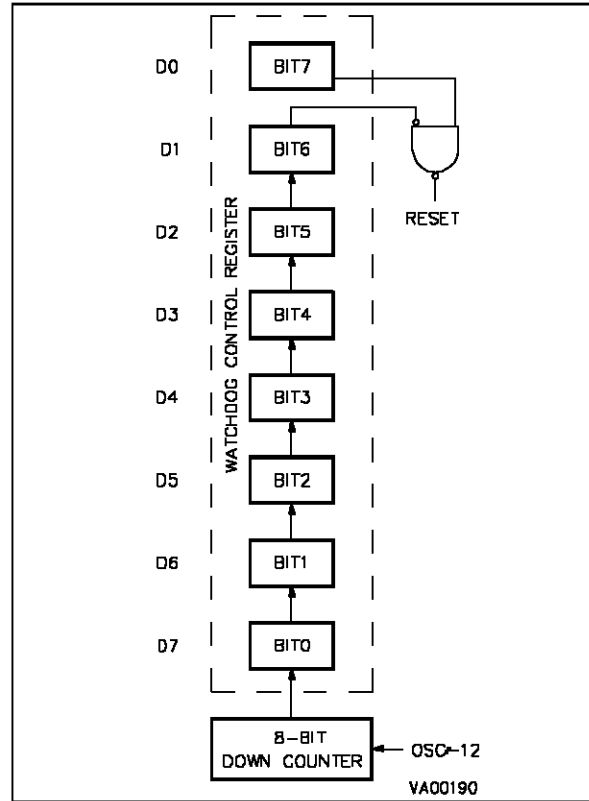 D0 BIT7
D1 BIT6
RESET
D2 BIT5
WATCHDOG CONTROL REGISTER
D3 BIT4
D4 BIT3
D5 BIT2
D6 BIT1
D7 BIT0
8-BIT
DOWN COUNTER
OSC÷12
VA00190